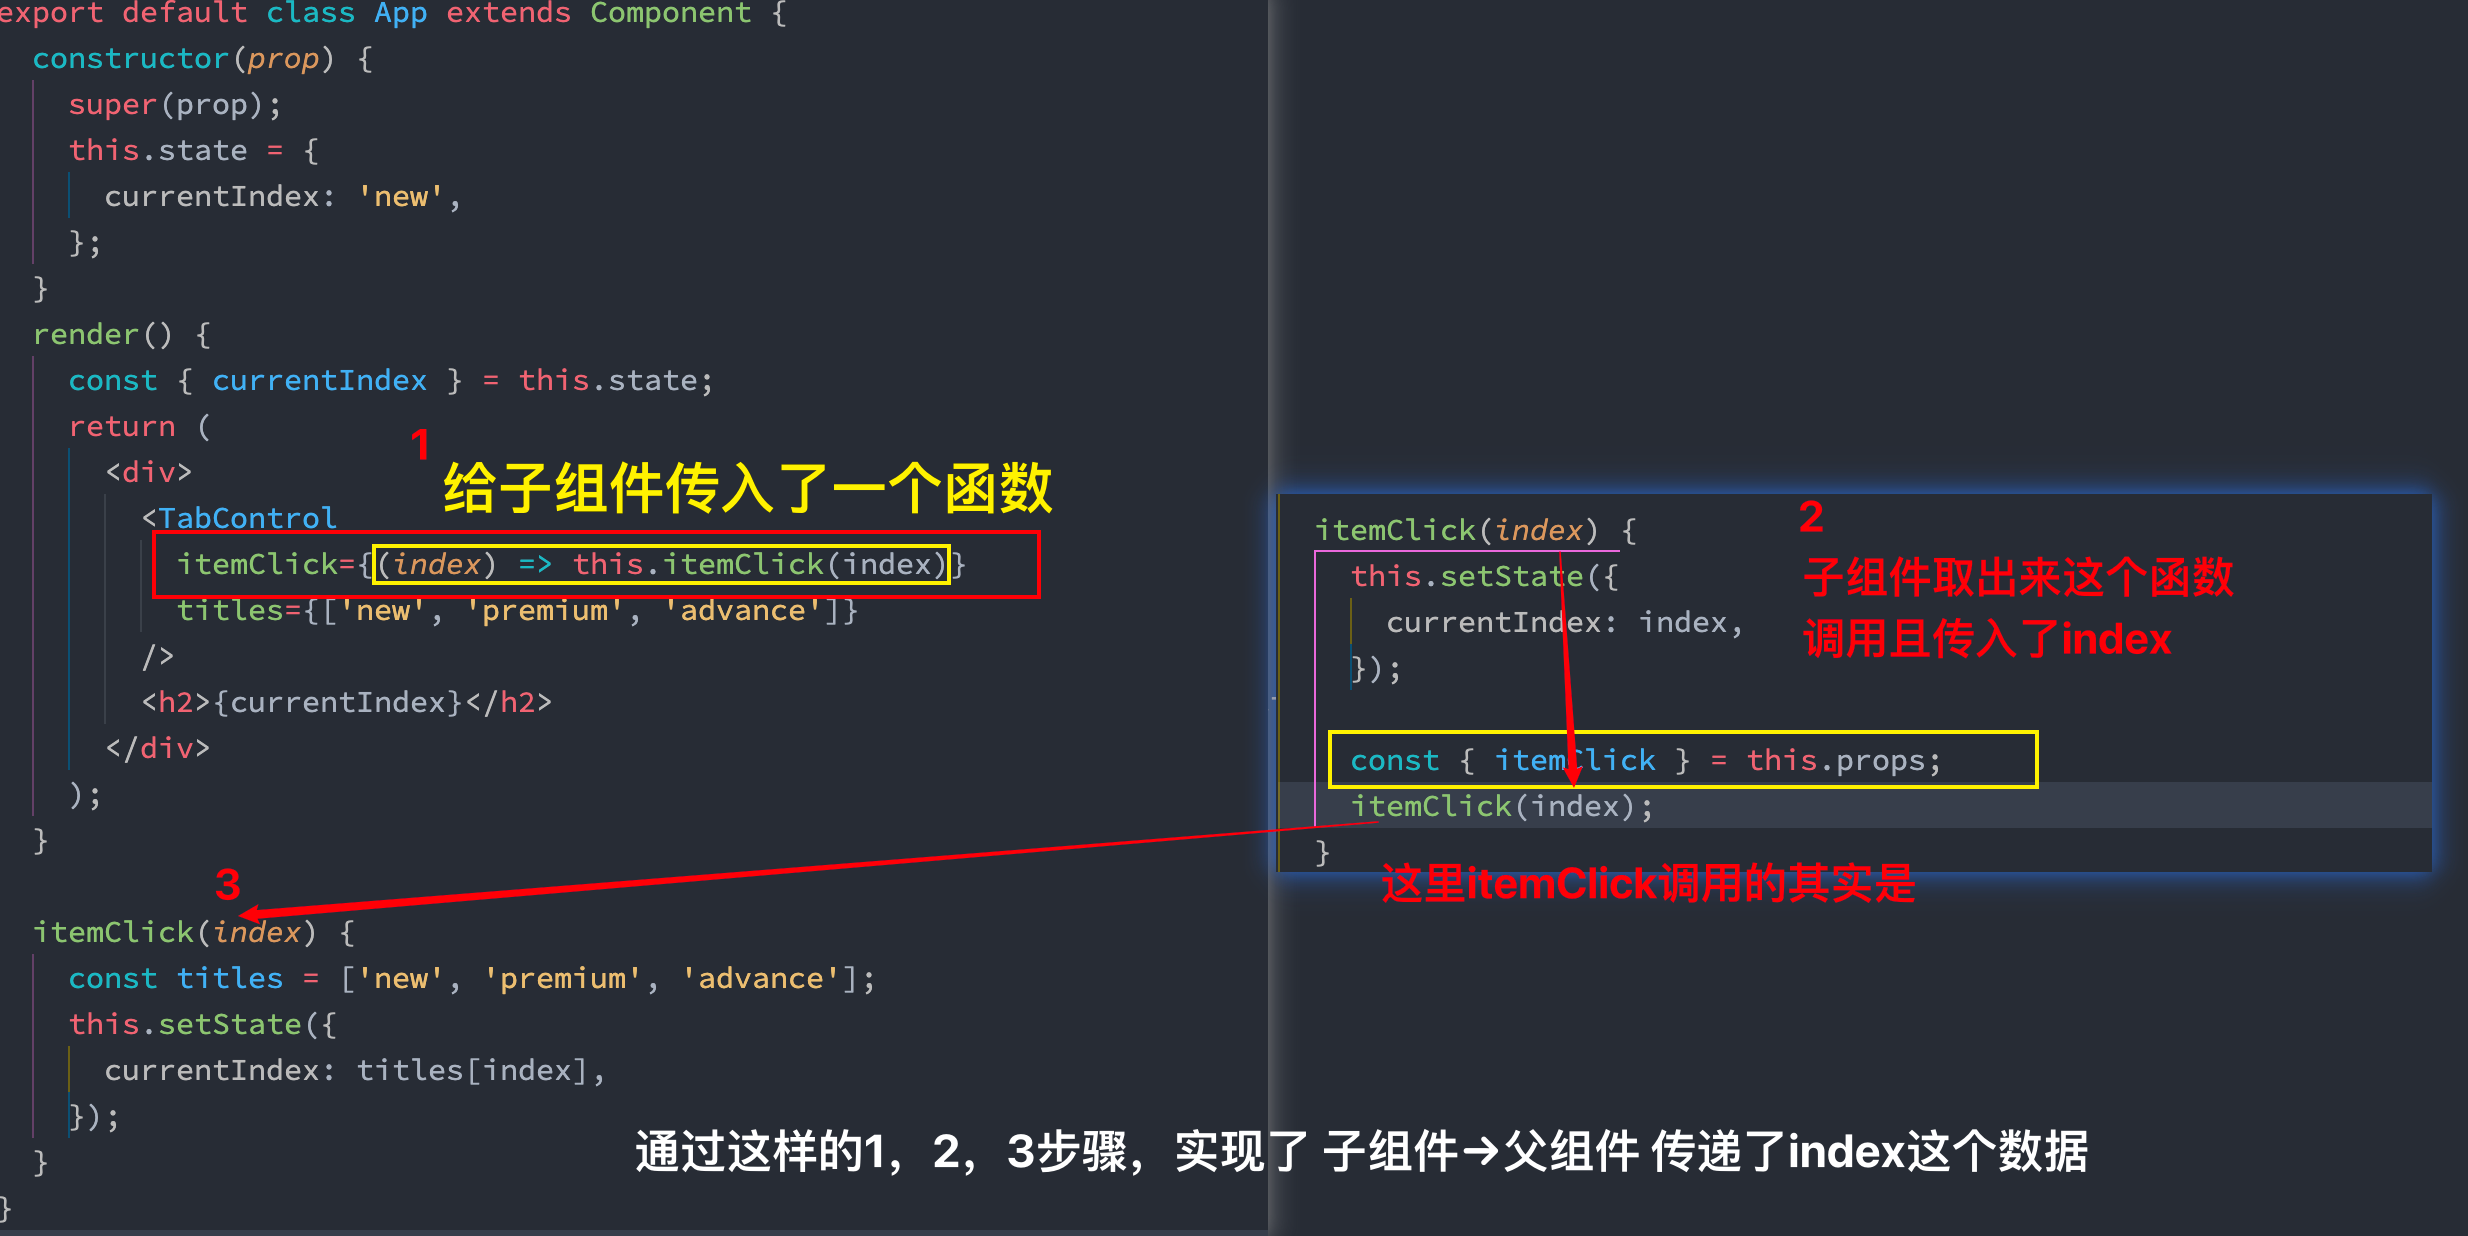 export default class App extends Component {
constructor(prop) {
super(prop);
this.state = {
currentIndex: 'new',
};
}
render() {
const { currentIndex } = this.state;
return (
1
<div>
给子组件传入了一个函数
<TabControl
itemClick={(index) => this.itemClick(index)}
titles={['new', 'premium', 'advance']}
/>
<h2>{currentIndex}</h2>
</div>
);
}
3
itemClick(index) {
const titles = ['new', 'premium', 'advance'];
this.setState({
currentIndex: titles[index],
});
}
}
2
itemClick(index) {
子组件取出来这个函数
调用且传入了index
this.setState({
currentIndex: index,
});
const { itemClick } = this.props;
itemClick(index);
}
这里itemClick调用的其实是
通过这样的1，2，3步骤，实现了 子组件→父组件 传递了index这个数据